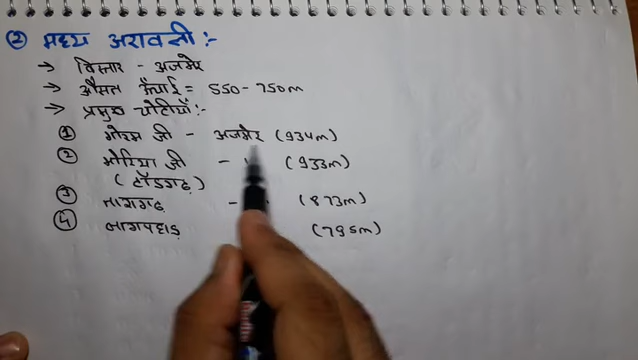 ② मध्य अरावली :-
→ विस्तार - अजमेर
→ औसत ऊँचाई = 550-750m
→ प्रमुख चोटियाँ :-
① गोरम जी - अजमेर (934m)
② मोरिया जी - (933m)
(टॉडगढ़)
③ तारागढ़ - (873m)
④ नागपहाड़ (795m)